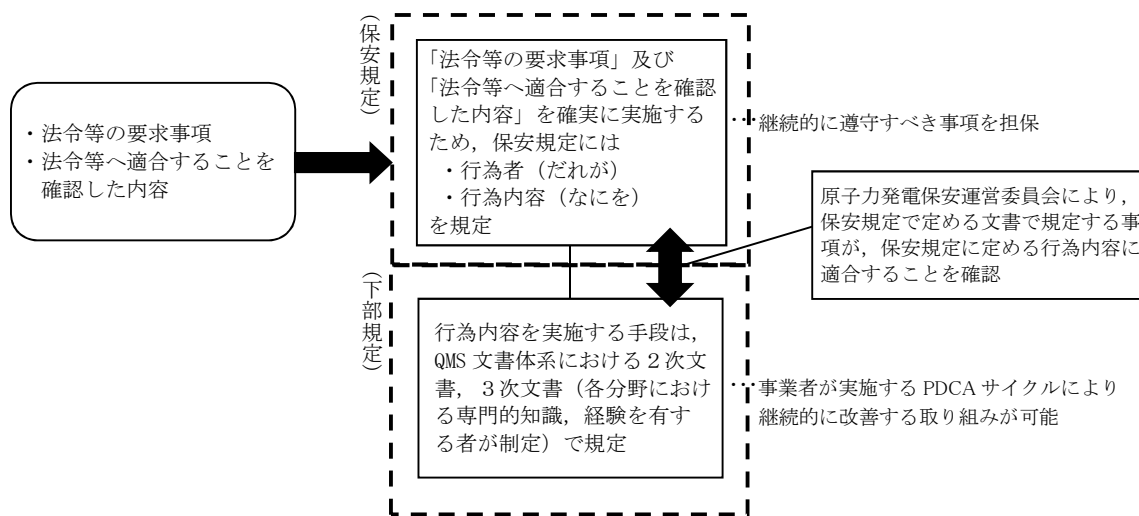 ・法令等の要求事項
・法令等へ適合することを
確認した内容
（保安規定）
「法令等の要求事項」及び
「法令等へ適合することを確認
した内容」を確実に実施する
ため，保安規定には
・行為者（だれが）
・行為内容（なにを）
を規定
…継続的に遵守すべき事項を担保
原子力発電保安運営委員会により，
保安規定で定める文書で規定する事
項が，保安規定に定める行為内容に
適合することを確認
（下部規定）
行為内容を実施する手段は，
QMS 文書体系における２次文
書，３次文書（各分野におけ
る専門的知識，経験を有す
る者が制定）で規定
…事業者が実施する PDCA サイクルにより
継続的に改善する取り組みが可能